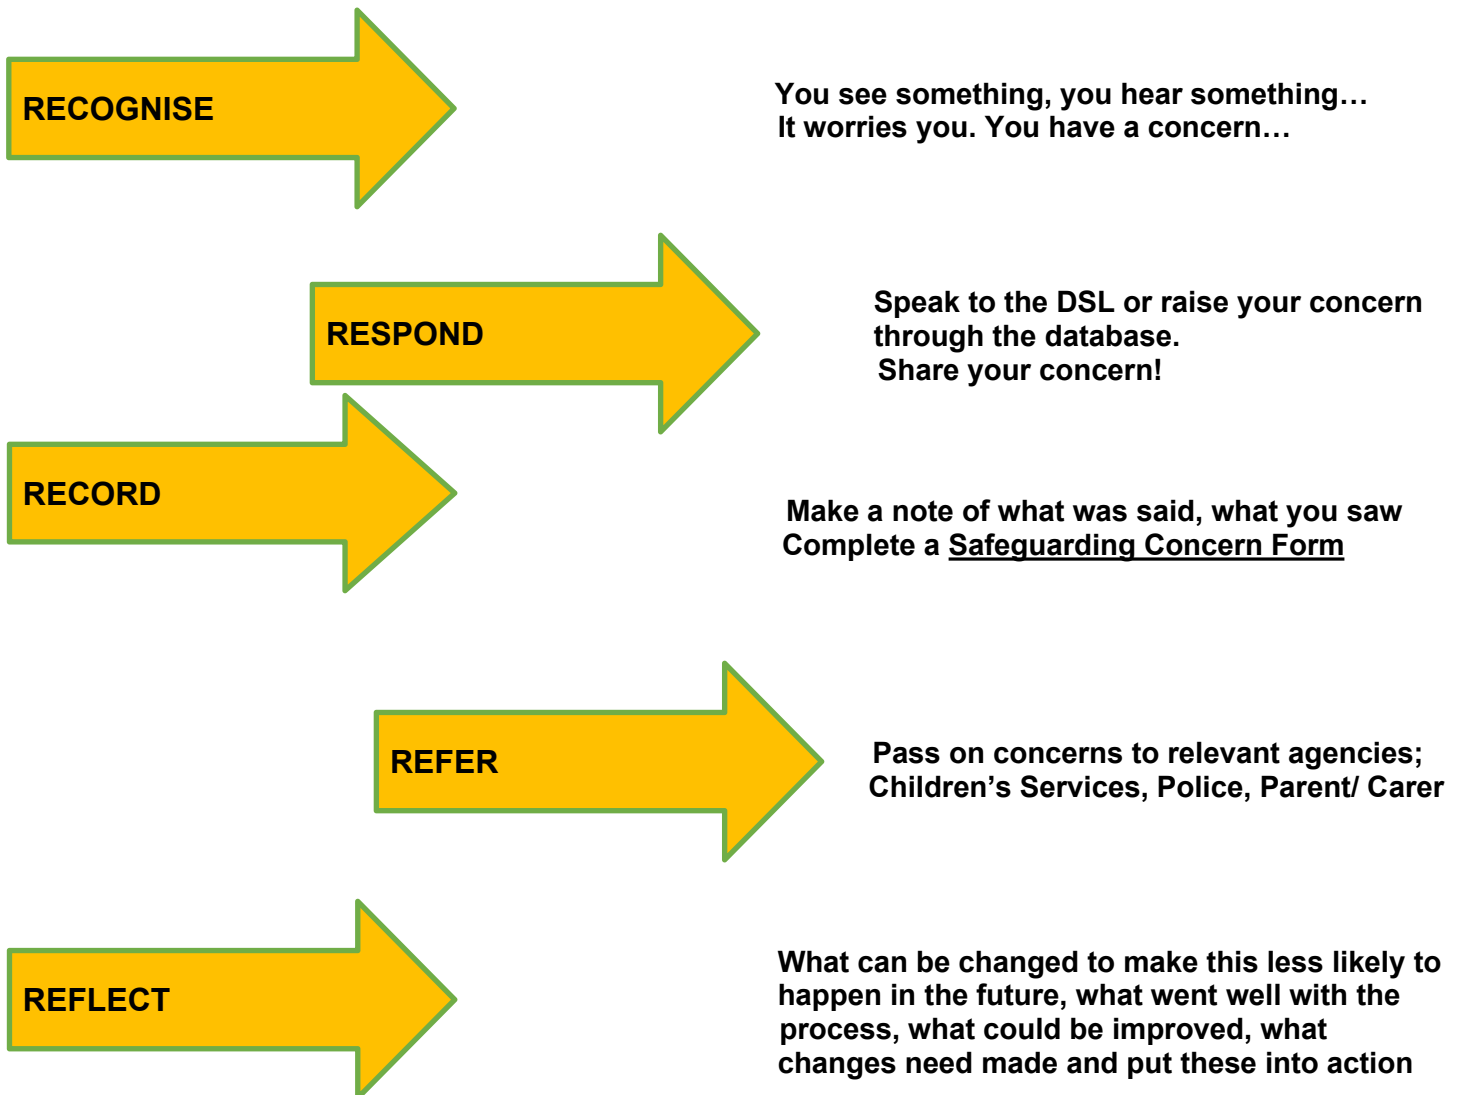 RECOGNISE
You see something, you hear something…
It worries you. You have a concern…
RESPOND
Speak to the DSL or raise your concern
through the database.
Share your concern!
RECORD
Make a note of what was said, what you saw
Complete a Safeguarding Concern Form
REFER
Pass on concerns to relevant agencies;
Children’s Services, Police, Parent/ Carer
REFLECT
What can be changed to make this less likely to
happen in the future, what went well with the
process, what could be improved, what
changes need made and put these into action